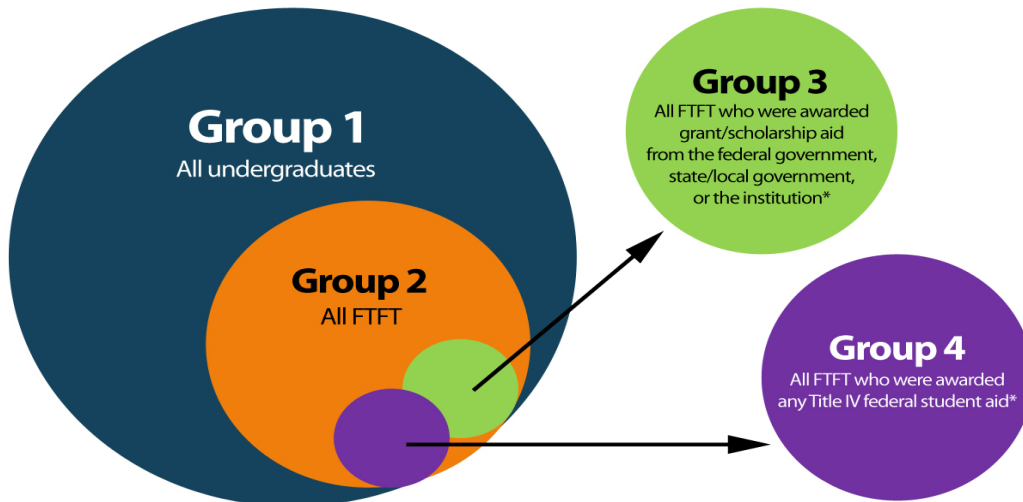 Group 1
All undergraduates
Group 2
All FTFT
Group 3
All FTFT who were awarded
grant/scholarship aid
from the federal government,
state/local government,
or the institution*
Group 4
All FTFT who were awarded
any Title IV federal student aid*